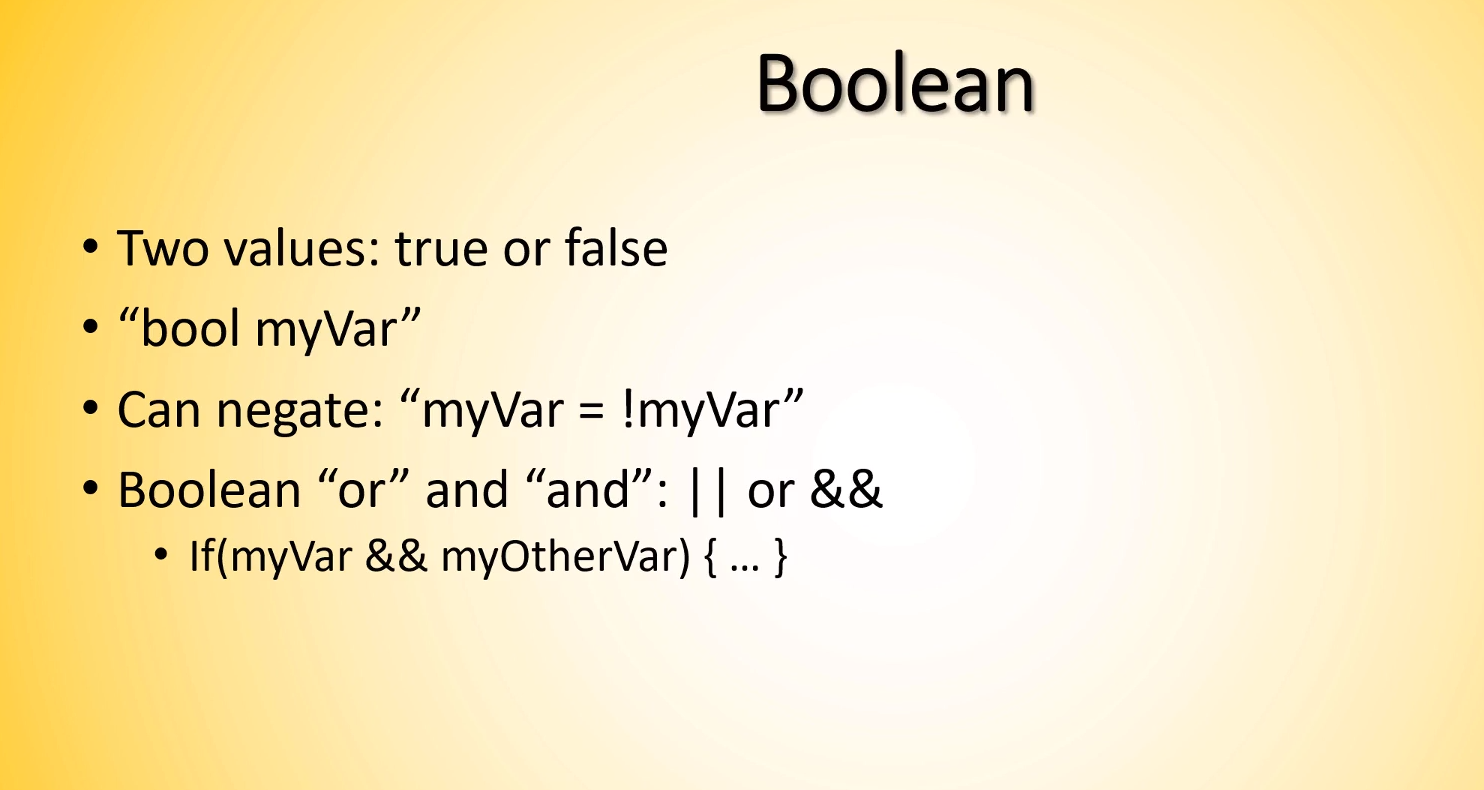 Boolean
• Two values: true or false
• “bool myVar”
• Can negate: “myVar = !myVar”
• Boolean “or” and “and”: || or &&
• If(myVar && myOtherVar) { … }